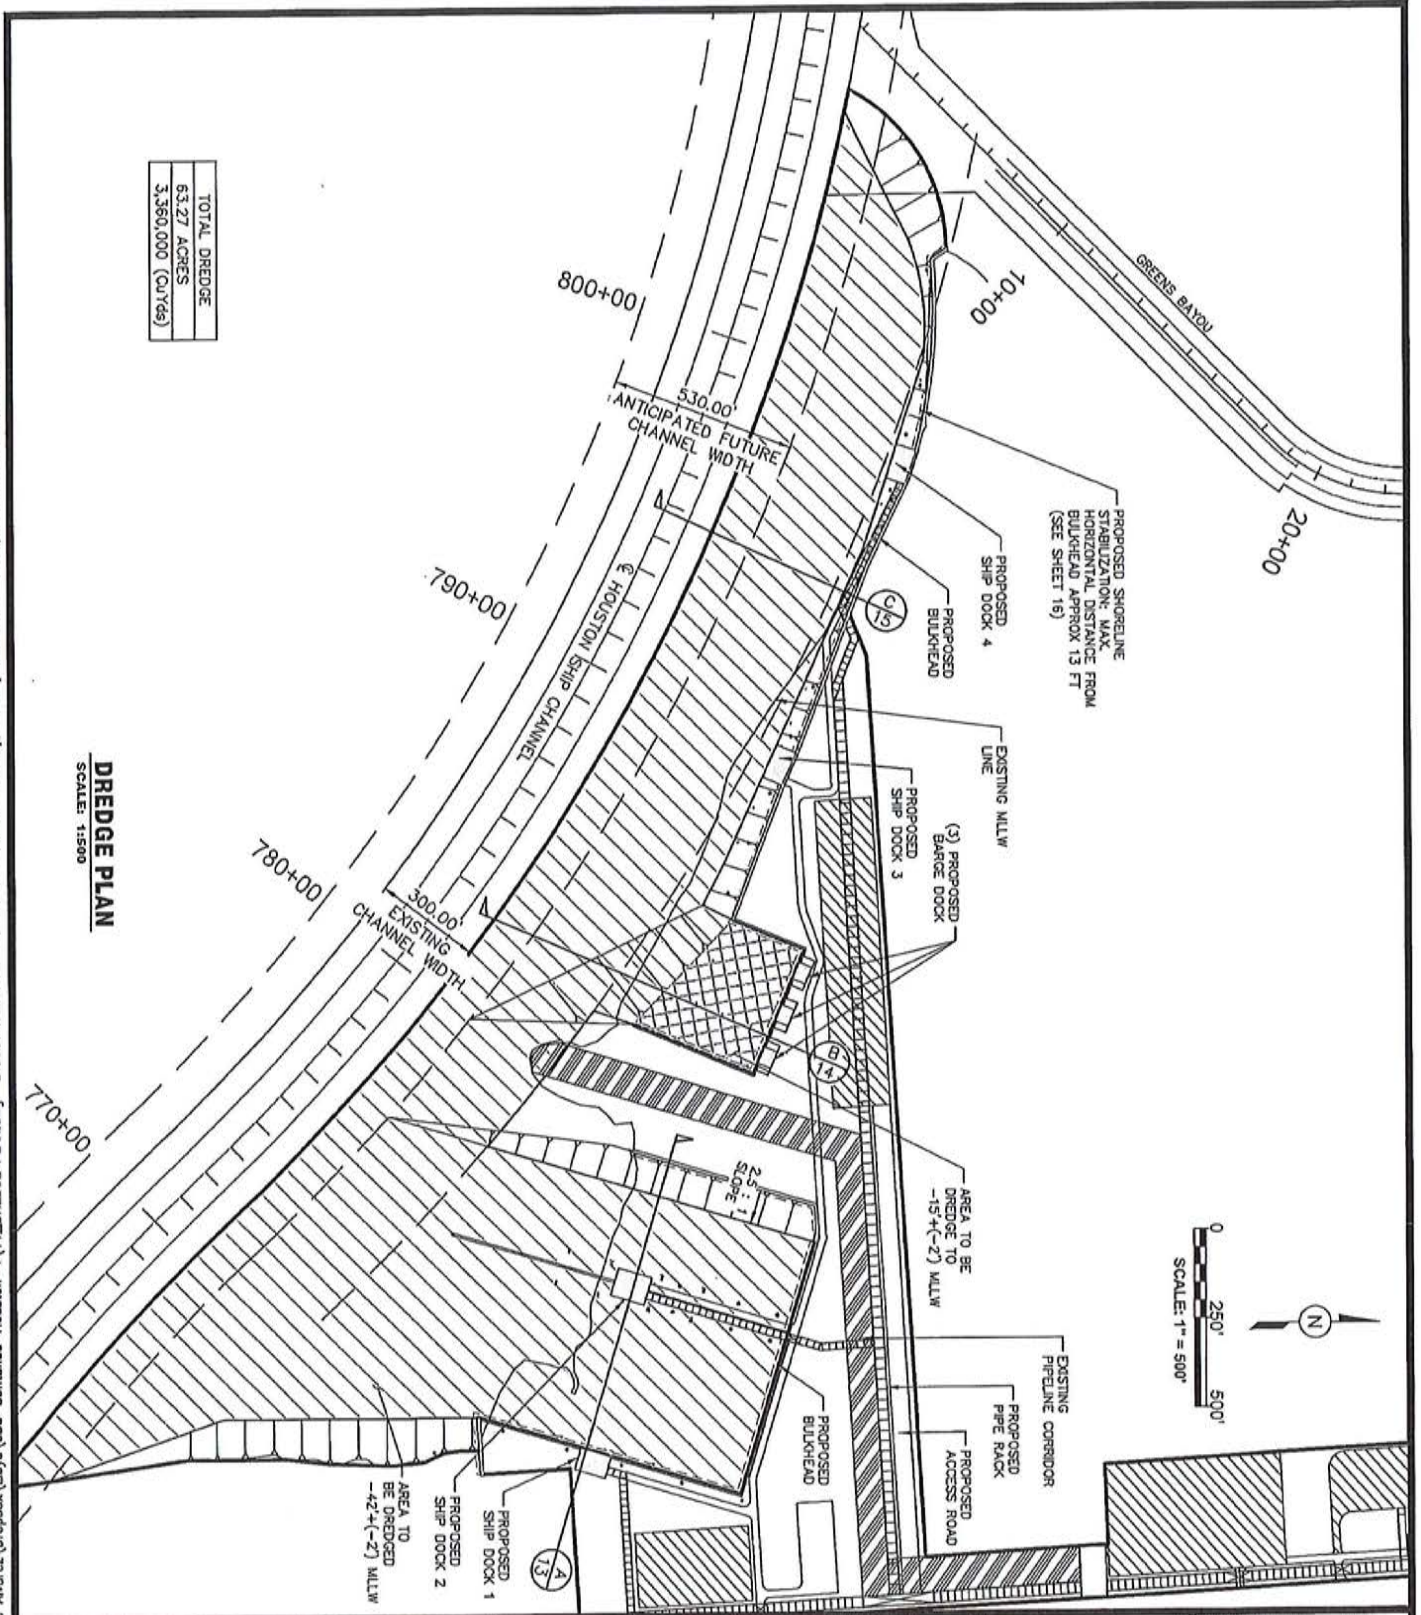 GREENS BAYOU
10+00
20+00
800+00
790+00
780+00
770+00
TOTAL DREDGE
63.27 ACRES
3,360,000 (CuYds)
530.00'
ANTICIPATED FUTURE
CHANNEL WIDTH
℄ HOUSTON SHIP CHANNEL
300.00'
EXISTING
CHANNEL WIDTH
PROPOSED SHORELINE
STABILIZATION: MAX.
HORIZONTAL DISTANCE FROM
BULKHEAD APPROX 13 FT
(SEE SHEET 16)
PROPOSED
SHIP DOCK 4
PROPOSED
BULKHEAD
C
15
EXISTING MLLW
LINE
PROPOSED
SHIP DOCK 3
(3) PROPOSED
BARGE DOCK
B
14
AREA TO BE
DREDGE TO
-15'+(-2') MLLW
2.5 : 1
SLOPE
EXISTING
PIPELINE CORRIDOR
PROPOSED
PIPE RACK
PROPOSED
ACCESS ROAD
PROPOSED
BULKHEAD
A
13
PROPOSED
SHIP DOCK 1
PROPOSED
SHIP DOCK 2
AREA TO
BE DREDGED
-42'+(-2') MLLW
0
250'
500'
SCALE: 1" = 500'
N
DREDGE PLAN
SCALE: 1:500